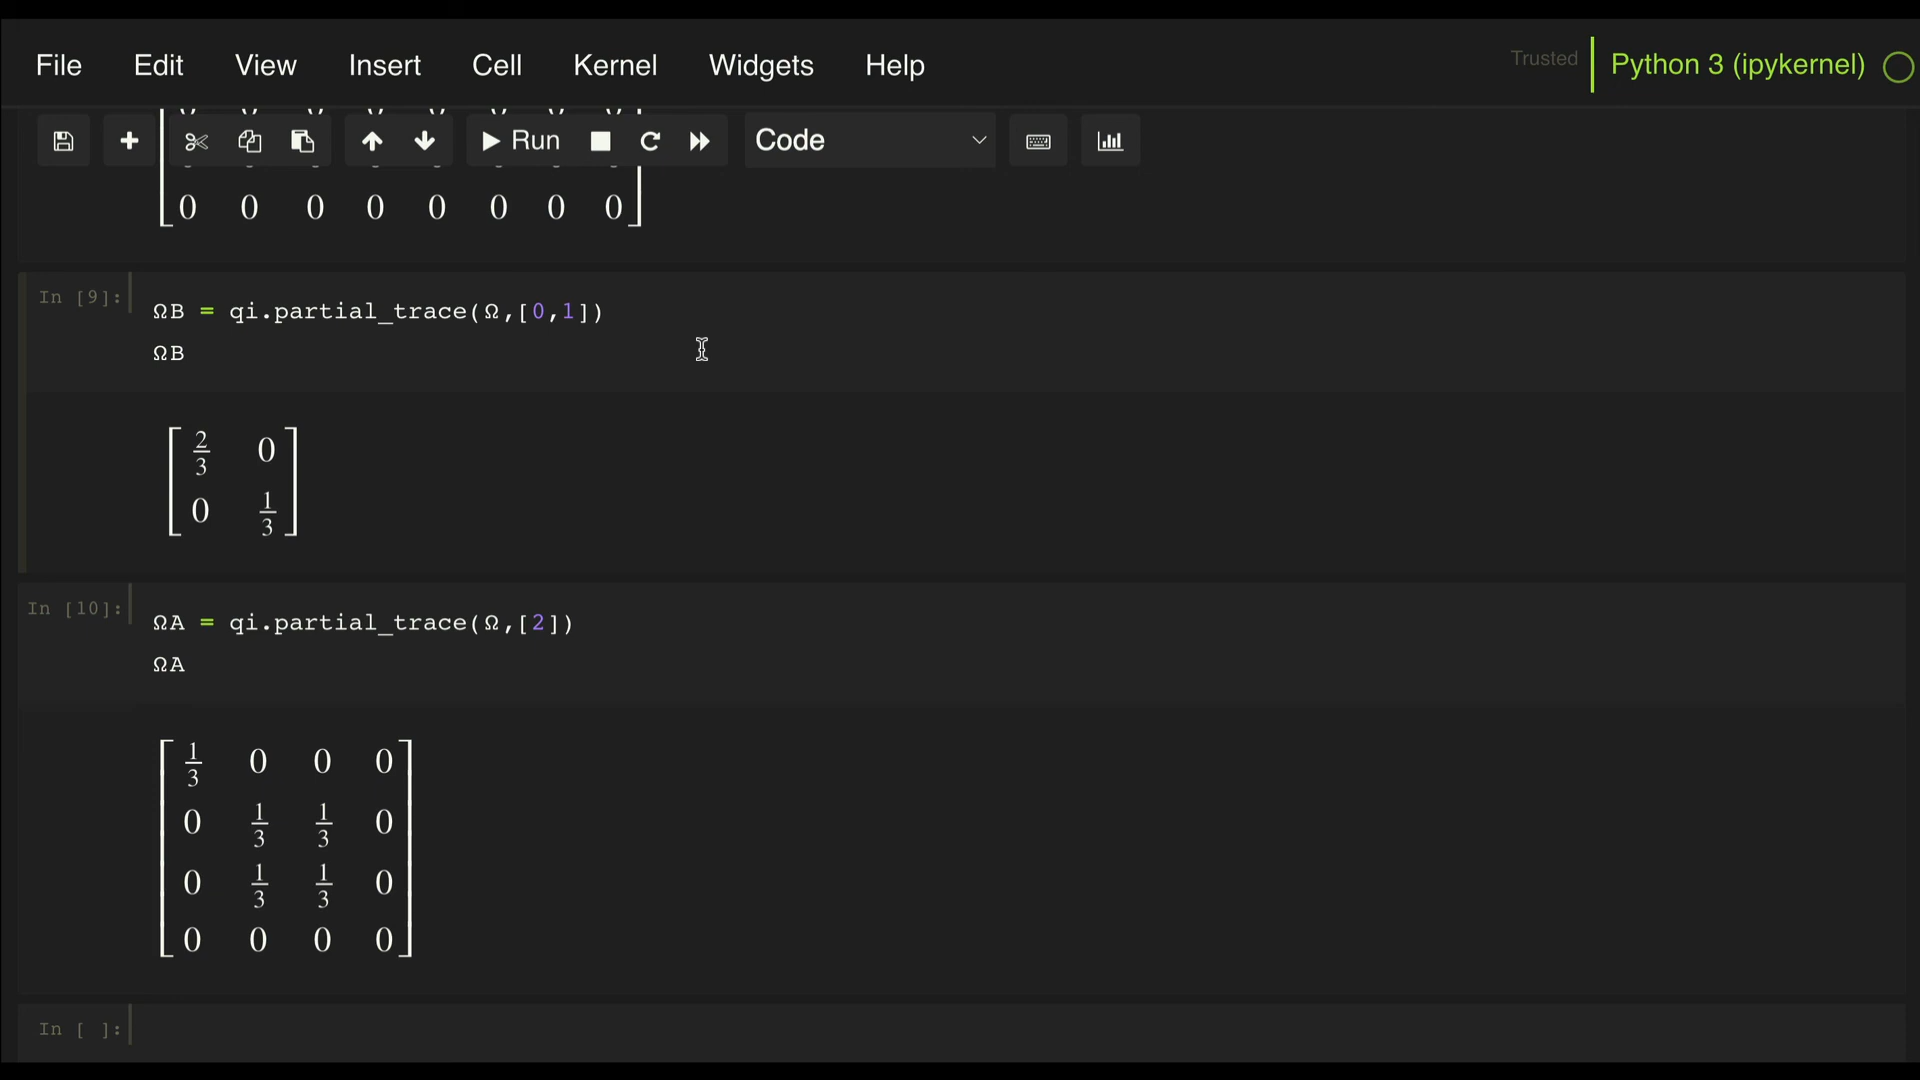 File Edit View Insert Cell Kernel Widgets Help Trusted Python 3 (ipykernel)
Run Code
0 0 0 0 0 0 0 0
In [9]:
ΩB = qi.partial_trace(Ω,[0,1])
ΩB
2/3 0
0 1/3
In [10]:
ΩA = qi.partial_trace(Ω,[2])
ΩA
1/3 0 0 0
0 1/3 1/3 0
0 1/3 1/3 0
0 0 0 0
In [ ]: